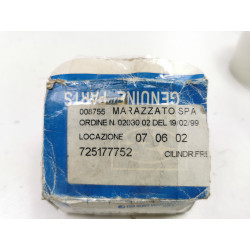 GENUINE PARTS
008755 MARAZZATO SPA
ORDINE N. 02030 02 DEL 19/02/99
LOCAZIONE 07 06 02
725177752 CILINDR.FRE